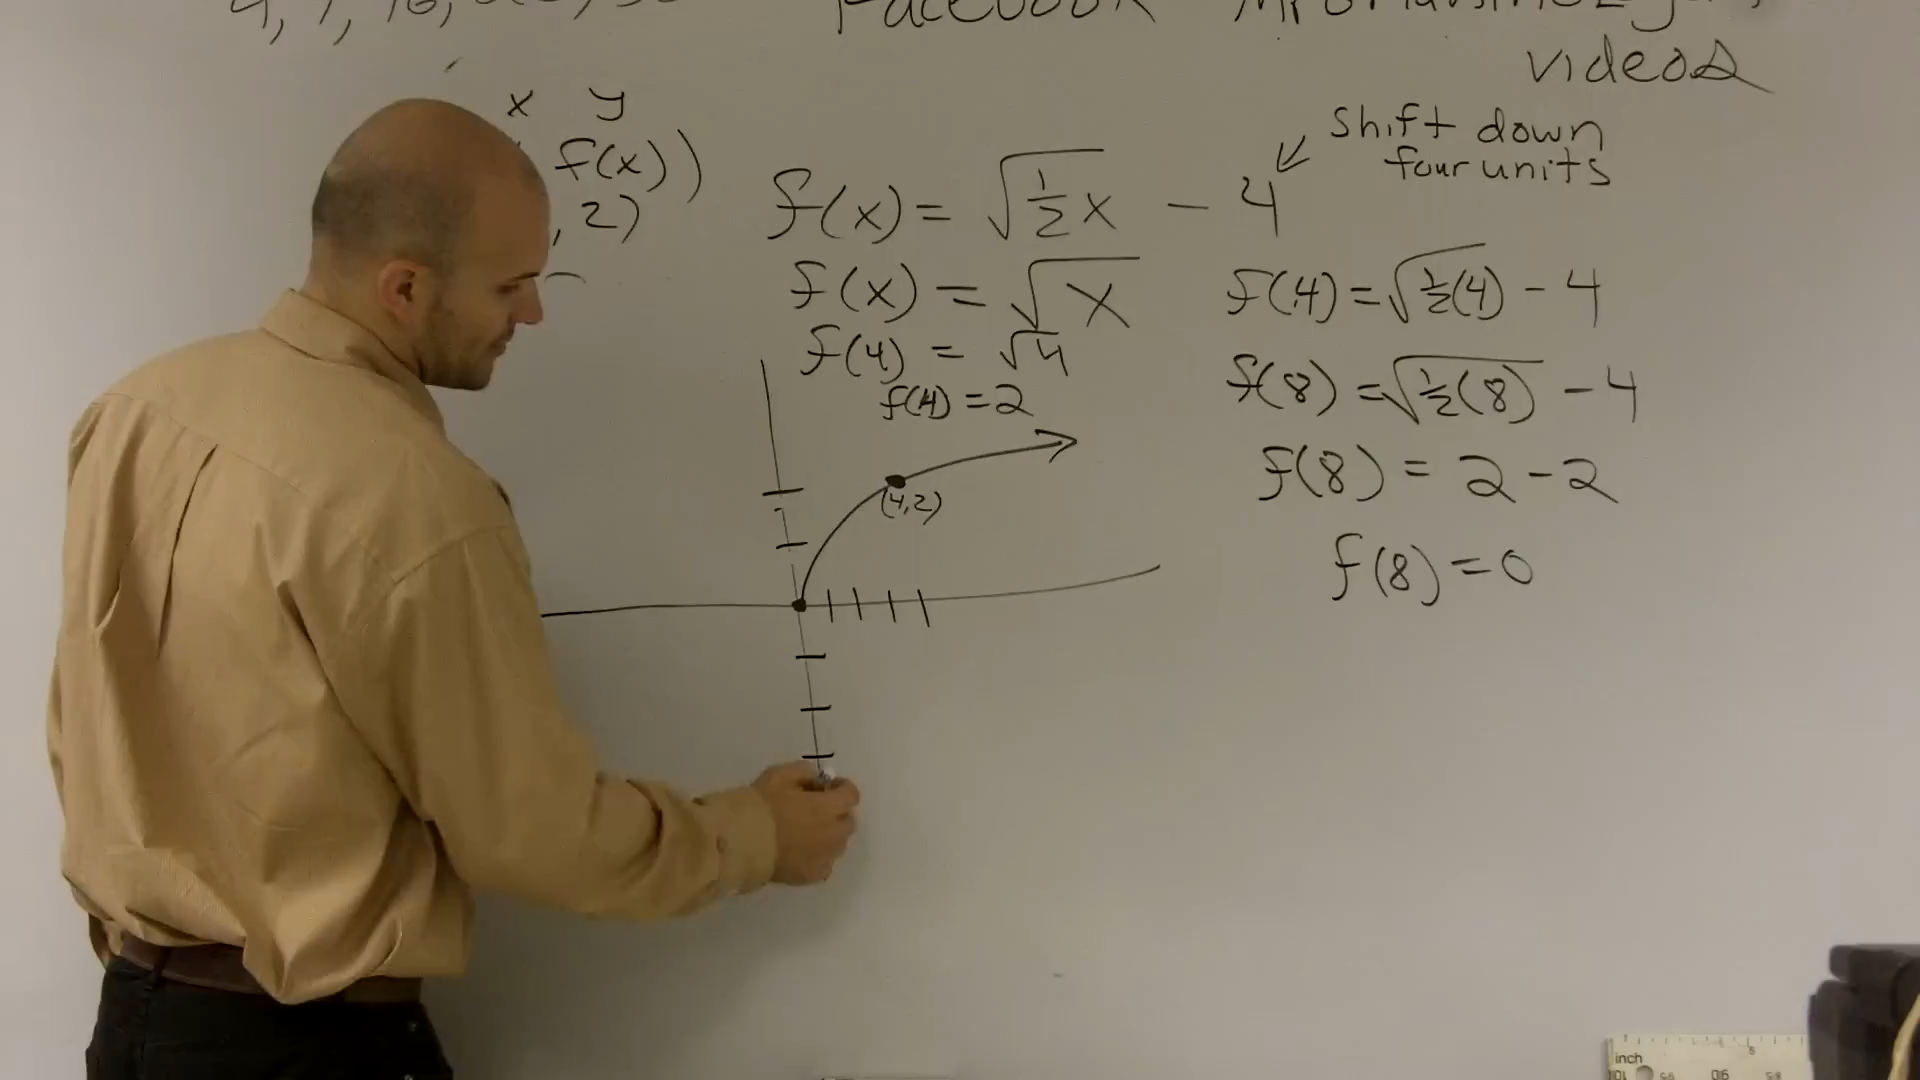 Facebook
videos
x y
f(x))
, 2)
f(x) = √½x - 4
shift down
four units
f(x) = √x
f(4) = √4
f(4) = 2
(4,2)
f(4) = √½(4) - 4
f(8) = √½(8) - 4
f(8) = 2 - 2
f(8) = 0
inch